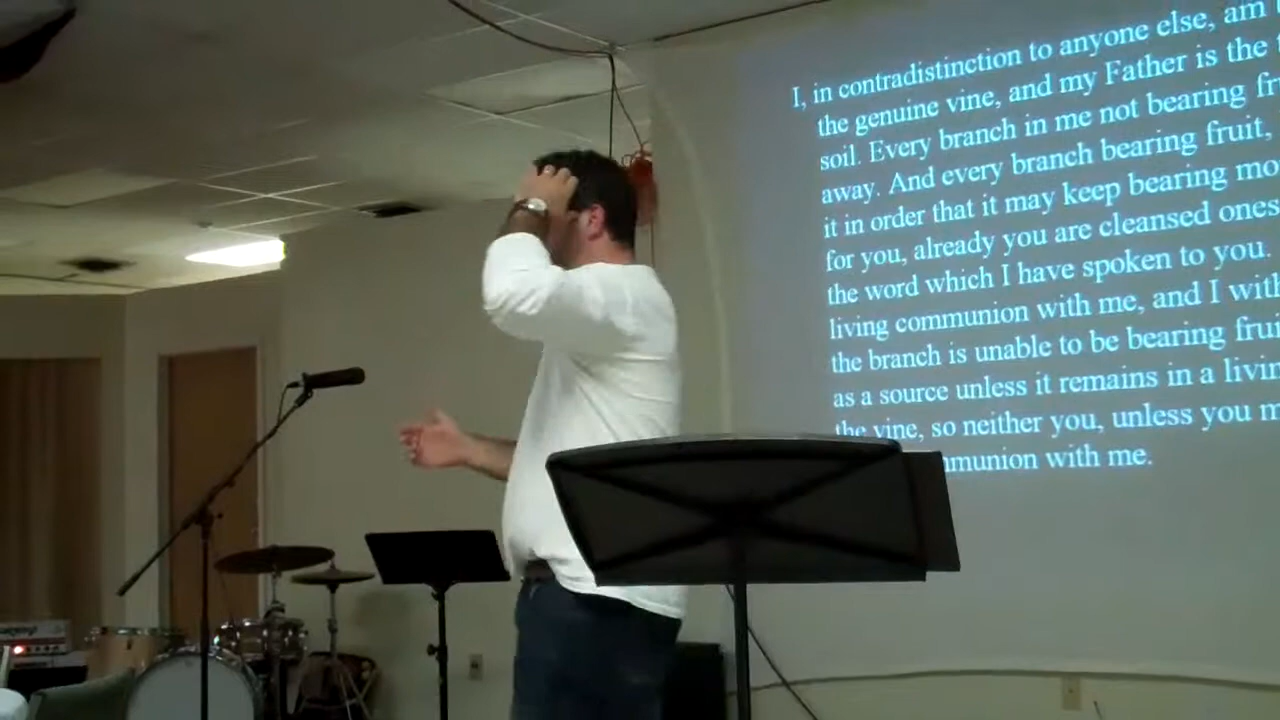 I, in contradistinction to anyone else, am
the genuine vine, and my Father is the
soil. Every branch in me not bearing
away. And every branch bearing fruit,
it in order that it may keep bearing
for you, already you are cleansed ones
the word which I have spoken to you.
living communion with me, and I
the branch is unable to be bearing
as a source unless it remains in a
the vine, so neither you, unless you
with me.